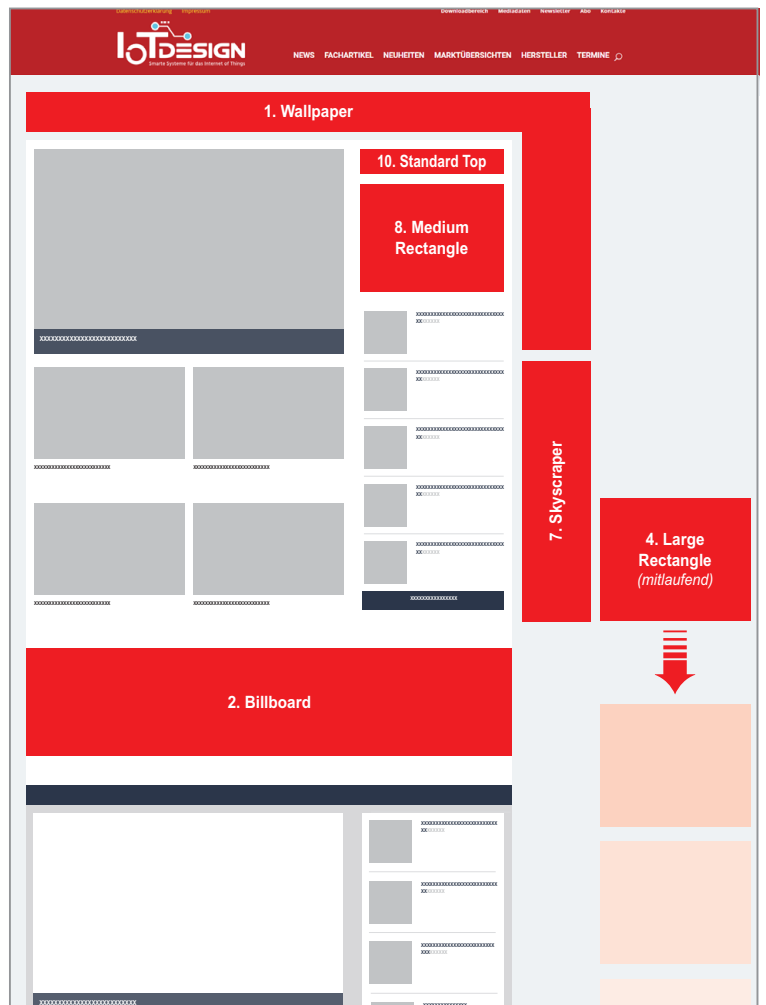 Datenschutzerklärung Impressum
Downloadbereich Mediadaten Newsletter Abo Kontakte
IoTDESIGN
Smarte Systeme für das Internet of Things
NEWS FACHARTIKEL NEUHEITEN MARKTÜBERSICHTEN HERSTELLER TERMINE
1. Wallpaper
10. Standard Top
8. Medium
Rectangle
7. Skyscraper
4. Large
Rectangle
(mitlaufend)
2. Billboard